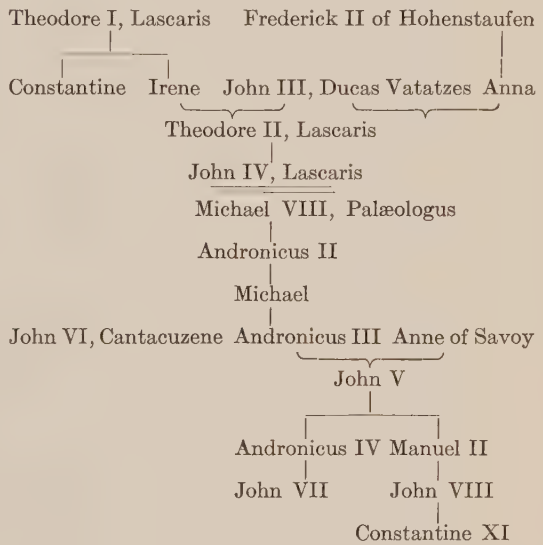 Theodore I, Lascaris Frederick II of Hohenstaufen
Constantine Irene John III, Ducas Vatatzes Anna
Theodore II, Lascaris
John IV, Lascaris
Michael VIII, Palæologus
Andronicus II
Michael
John VI, Cantacuzene Andronicus III Anne of Savoy
John V
Andronicus IV Manuel II
John VII John VIII
Constantine XI